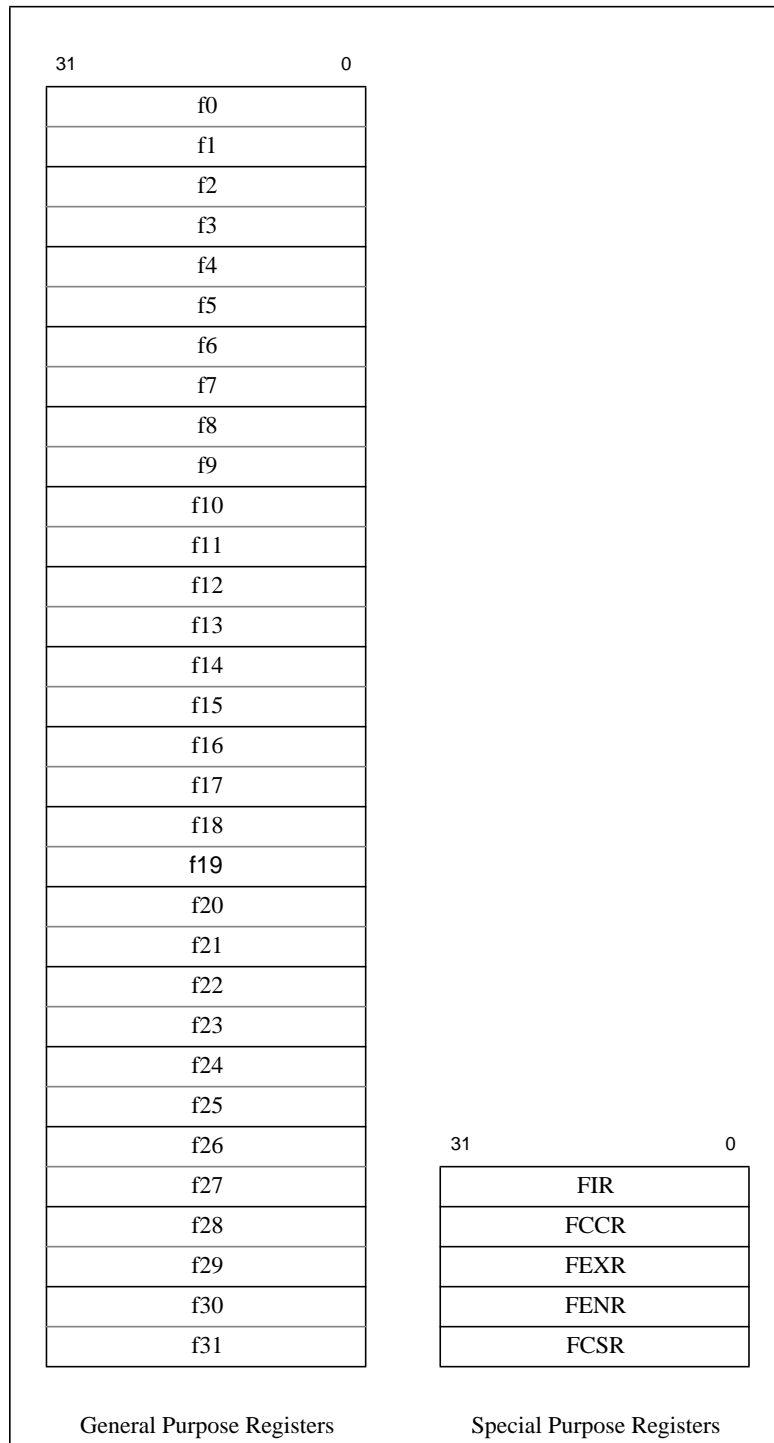 31 0
f0
f1
f2
f3
f4
f5
f6
f7
f8
f9
f10
f11
f12
f13
f14
f15
f16
f17
f18
f19
f20
f21
f22
f23
f24
f25
f26
f27
f28
f29
f30
f31
General Purpose Registers
31 0
FIR
FCCR
FEXR
FENR
FCSR
Special Purpose Registers